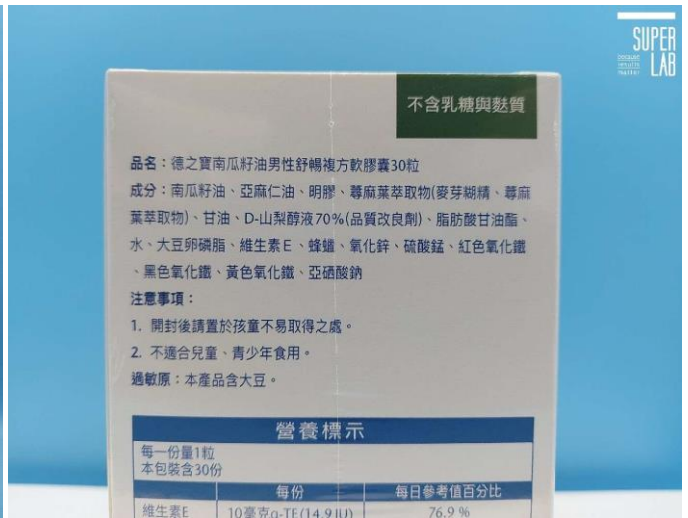 SUPER
LAB
because
results
matter
不含乳糖與麩質
品名：德之寶南瓜籽油男性舒暢複方軟膠囊30粒
成分：南瓜籽油、亞麻仁油、明膠、蕁麻葉萃取物(麥芽糊精、蕁麻
葉萃取物)、甘油、D-山梨醇液70%(品質改良劑)、脂肪酸甘油酯、
水、大豆卵磷脂、維生素E、蜂蠟、氧化鋅、硫酸錳、紅色氧化鐵
、黑色氧化鐵、黃色氧化鐵、亞硒酸鈉
注意事項：
1. 開封後請置於孩童不易取得之處。
2. 不適合兒童、青少年食用。
過敏原：本產品含大豆。
營養標示
每一份量1粒
本包裝含30份
每份 每日參考值百分比
維生素E 10毫克α-TE(14.9 IU) 76.9 %